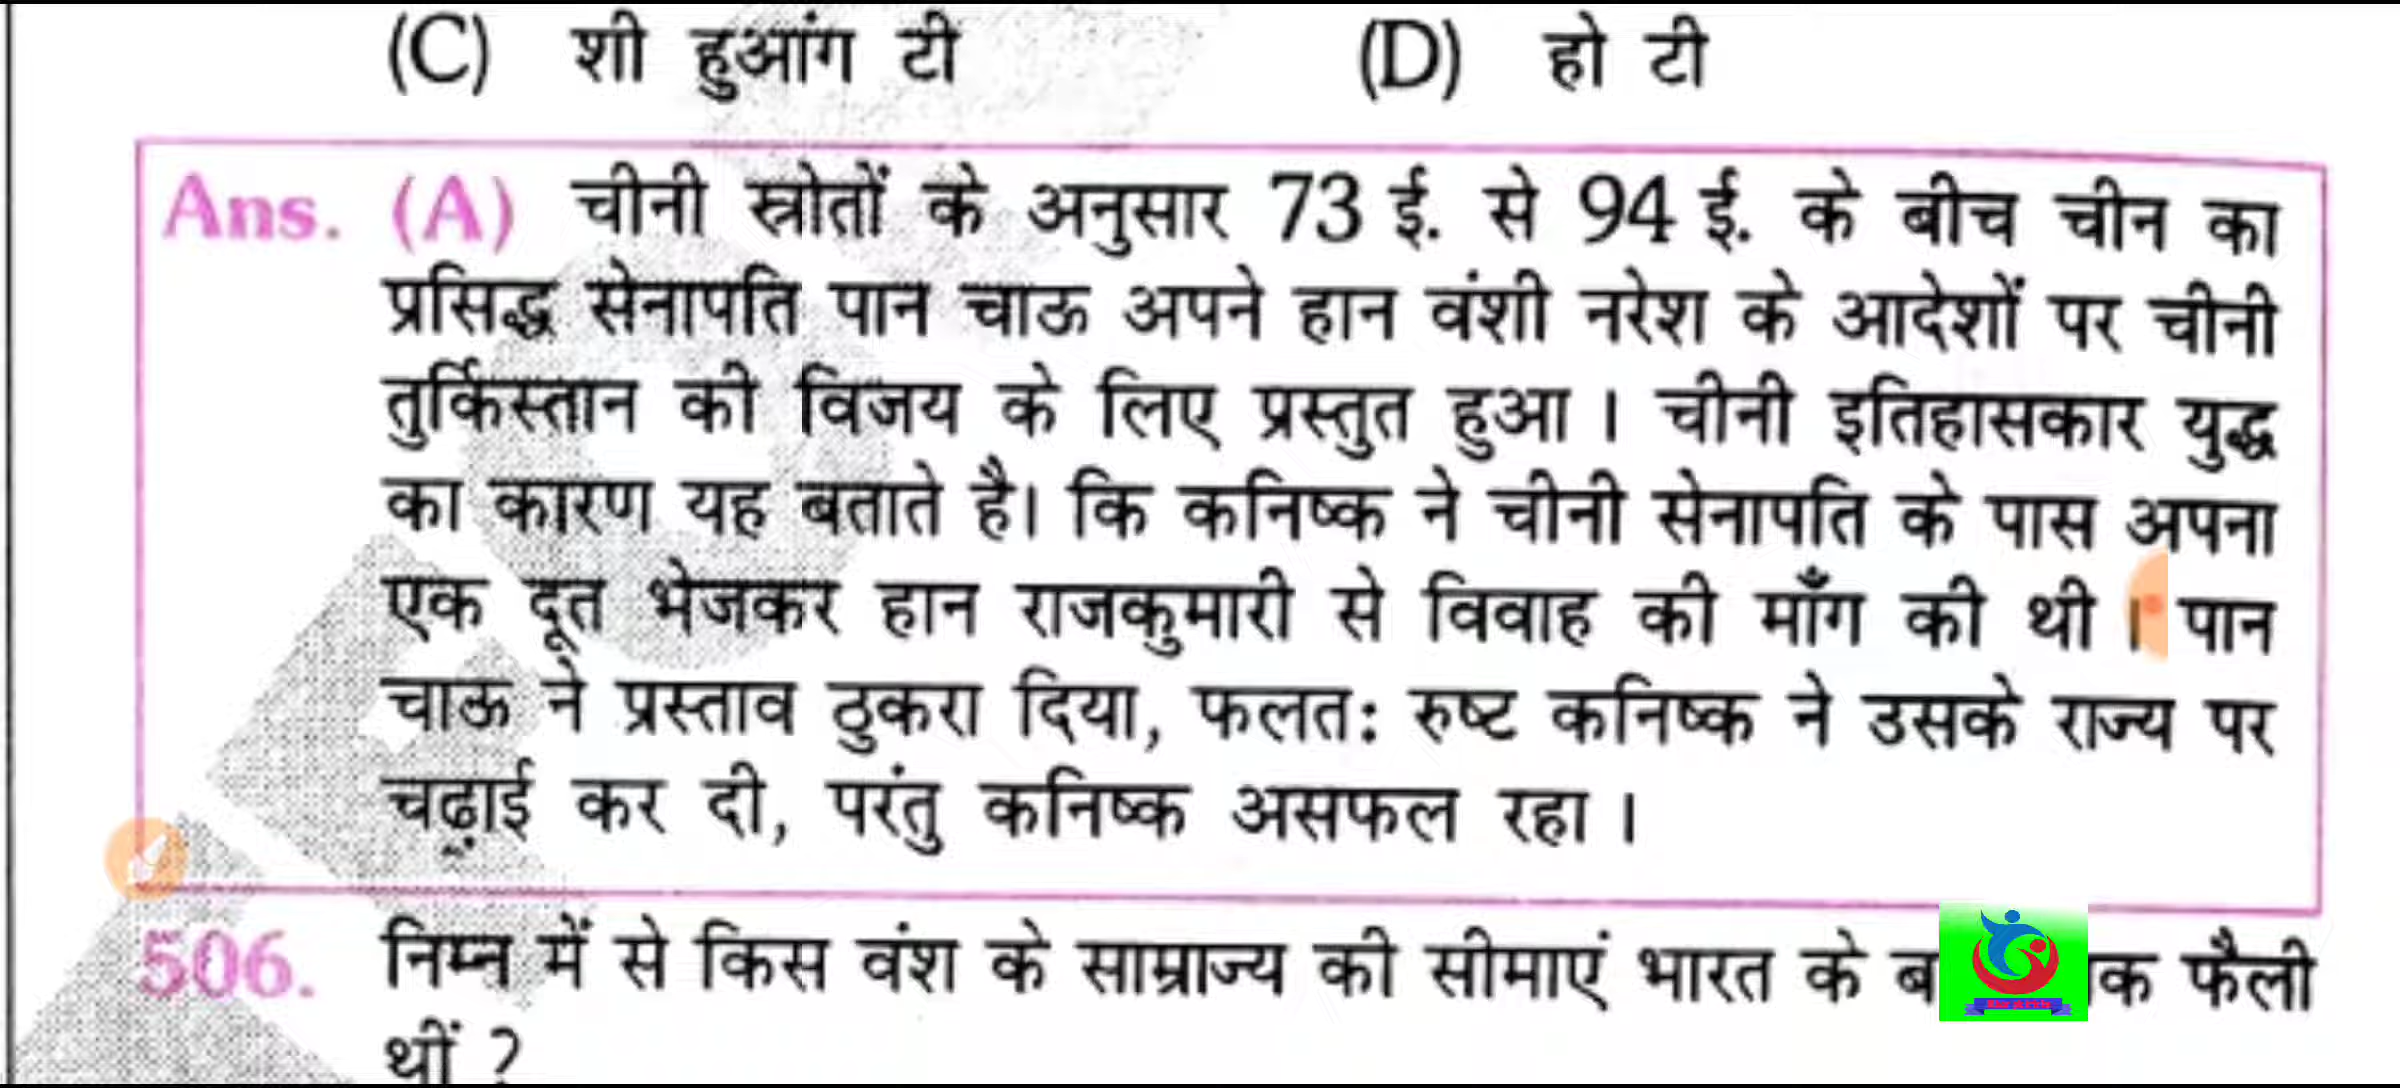 (C) शी हुआंग टी (D) हो टी
Ans. (A) चीनी स्रोतों के अनुसार 73 ई. से 94 ई. के बीच चीन का
प्रसिद्ध सेनापति पान चाऊ अपने हान वंशी नरेश के आदेशों पर चीनी
तुर्किस्तान की विजय के लिए प्रस्तुत हुआ । चीनी इतिहासकार युद्ध
का कारण यह बताते है। कि कनिष्क ने चीनी सेनापति के पास अपना
एक दूत भेजकर हान राजकुमारी से विवाह की माँग की थी । पान
चाऊ ने प्रस्ताव ठुकरा दिया, फलतः रुष्ट कनिष्क ने उसके राज्य पर
चढ़ाई कर दी, परंतु कनिष्क असफल रहा ।
506. निम्न में से किस वंश के साम्राज्य की सीमाएं भारत के फैली
थीं ?